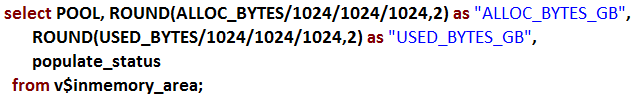 select POOL, ROUND(ALLOC_BYTES/1024/1024/1024,2) as "ALLOC_BYTES_GB",
ROUND(USED_BYTES/1024/1024/1024,2) as "USED_BYTES_GB",
populate_status
from v$inmemory_area;